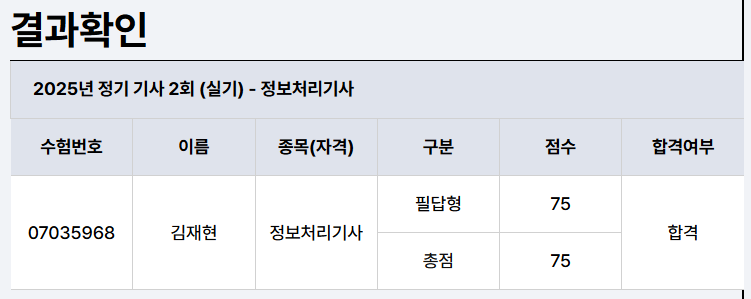 결과확인
2025년 정기 기사 2회 (실기) - 정보처리기사
수험번호 이름 종목(자격) 구분 점수 합격여부
필답형 75
07035968 김재현 정보처리기사 합격
총점 75